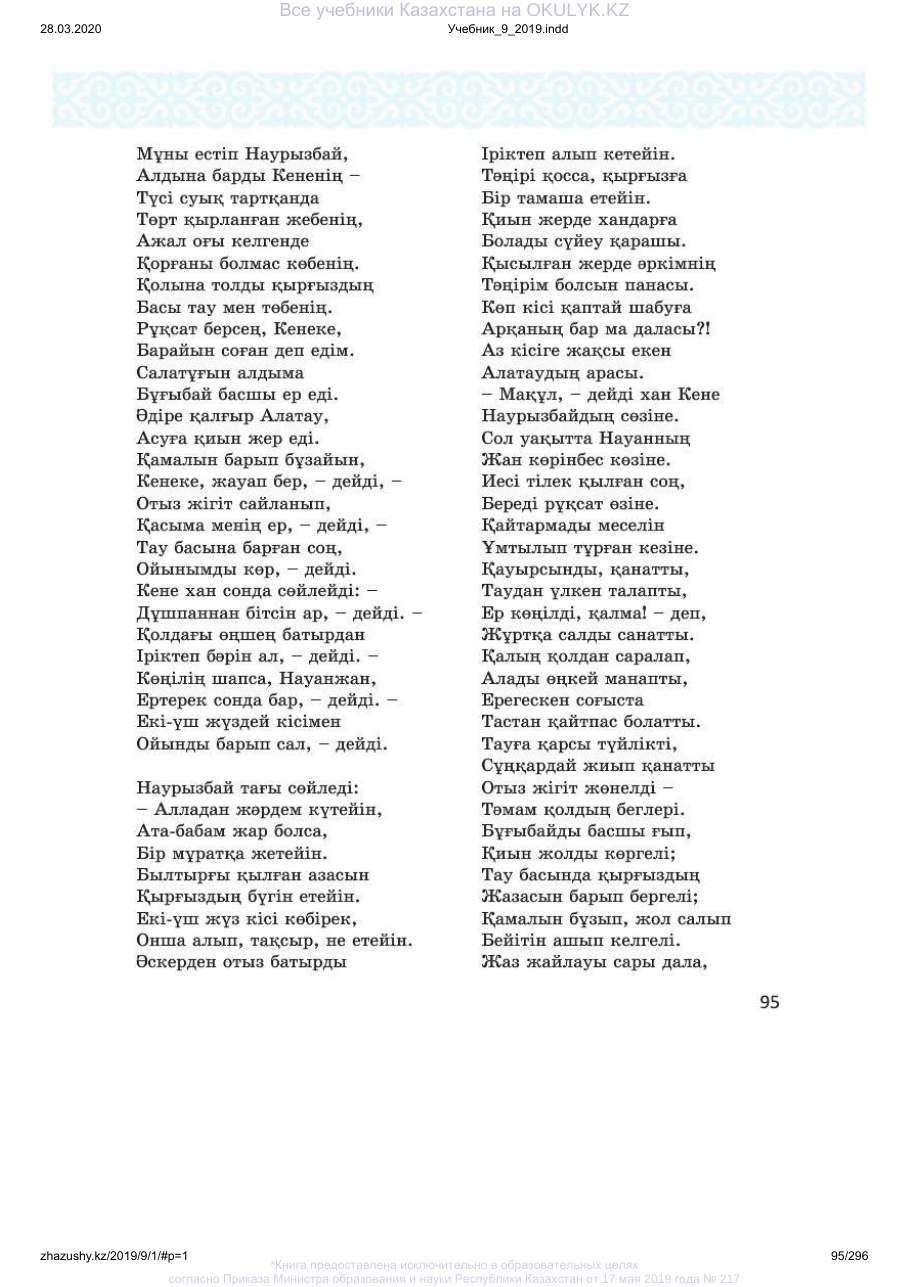 Все учебники Казахстана на OKULYK.KZ
28.03.2020
Учебник_9_2019.indd
Мұны естіп Наурызбай,
Алдына барды Кененің –
Түсі суық тартқанда
Төрт қырланған жебенің,
Ажал оғы келгенде
Қорғаны болмас көбенің.
Қолына толды қырғыздың
Басы тау мен төбенің.
Рұқсат берсең, Кенеке,
Барайын соған деп едім.
Салатұғын алдыма
Бұғыбай басшы ер еді.
Әдіре қалғыр Алатау,
Асуға қиын жер еді.
Қамалын барып бұзайын,
Кенеке, жауап бер, – дейді, –
Отыз жігіт сайланып,
Қасыма менің ер, – дейді, –
Тау басына барған соң,
Ойынымды көр, – дейді.
Кене хан сонда сөйлейді: –
Дұшпаннан бітсін ар, – дейді. –
Қолдағы өңшең батырдан
Іріктеп бәрін ал, – дейді. –
Көңілің шапса, Науанжан,
Ертерек сонда бар, – дейді. –
Екі-үш жүздей кісімен
Ойынды барып сал, – дейді.
Наурызбай тағы сөйледі:
– Алладан жәрдем күтейін,
Ата-бабам жар болса,
Бір мұратқа жетейін.
Былтырғы қылған азасын
Қырғыздың бүгін етейін.
Екі-үш жүз кісі көбірек,
Онша алып, тақсыр, не етейін.
Әскерден отыз батырды
Іріктеп алып кетейін.
Тәңірі қосса, қырғызға
Бір тамаша етейін.
Қиын жерде хандарға
Болады сүйеу қарашы.
Қысылған жерде әркімнің
Тәңірім болсын панасы.
Көп кісі қаптай шабуға
Арқаның бар ма даласы?!
Аз кісіге жақсы екен
Алатаудың арасы.
– Мақұл, – дейді хан Кене
Наурызбайдың сөзіне.
Сол уақытта Науанның
Жан көрінбес көзіне.
Иесі тілек қылған соң,
Береді рұқсат өзіне.
Қайтармады меселін
Ұмтылып тұрған кезіне.
Қауырсынды, қанатты,
Таудан үлкен талапты,
Ер көңілді, қалма! – деп,
Жұртқа салды санатты.
Қалың қолдан саралап,
Алады өңкей манапты,
Ерегескен соғыста
Тастан қайтпас болатты.
Тауға қарсы түйлікті,
Сұңқардай жиып қанатты
Отыз жігіт жөнелді –
Тәмам қолдың беглері.
Бұғыбайды басшы ғып,
Қиын жолды көргелі;
Тау басында қырғыздың
Жазасын барып бергелі;
Қамалын бұзып, жол салып
Бейітін ашып келгелі.
Жаз жайлауы сары дала,
95
zhazushy.kz/2019/9/1/#p=1
95/296
*Книга предоставлена исключительно в образовательных целях
согласно Приказа Министра образования и науки Республики Казахстан от 17 мая 2019 года № 217